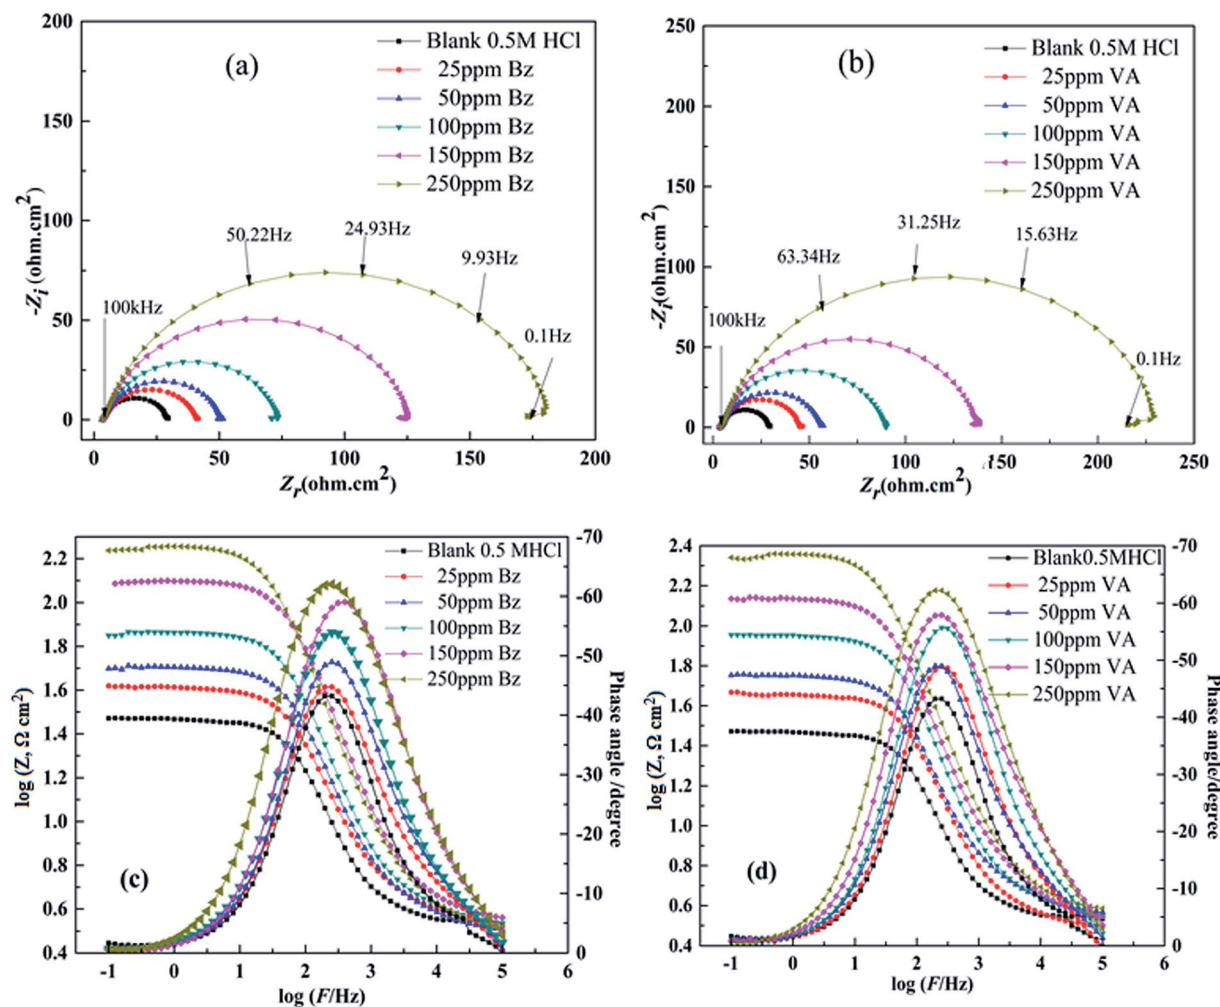 (a)
Blank 0.5M HCl
25ppm Bz
50ppm Bz
100ppm Bz
150ppm Bz
250ppm Bz
200
150
100
50
0
-Zi (ohm.cm2)
100kHz
50.22Hz
24.93Hz
9.93Hz
0.1Hz
0 50 100 150 200
Zr(ohm.cm2)
(b)
Blank 0.5M HCl
25ppm VA
50ppm VA
100ppm VA
150ppm VA
250ppm VA
250
200
150
100
50
0
-Zi(ohm.cm2)
100kHz
63.34Hz
31.25Hz
15.63Hz
0.1Hz
0 50 100 150 200 250
Zr(ohm.cm2)
(c)
Blank 0.5 MHCl
25ppm Bz
50ppm Bz
100ppm Bz
150ppm Bz
250ppm Bz
2.2
2.0
1.8
1.6
1.4
1.2
1.0
0.8
0.6
0.4
log (Z, Ω cm2)
-70
-60
-50
-40
-30
-20
-10
0
Phase angle /degree
-1 0 1 2 3 4 5 6
log (F/Hz)
(d)
Blank0.5MHCl
25ppm VA
50ppm VA
100ppm VA
150ppm VA
250ppm VA
2.4
2.2
2.0
1.8
1.6
1.4
1.2
1.0
0.8
0.6
0.4
log (Z, Ω cm2)
-70
-60
-50
-40
-30
-20
-10
0
Phase angle/degree
-1 0 1 2 3 4 5 6
log (F/Hz)